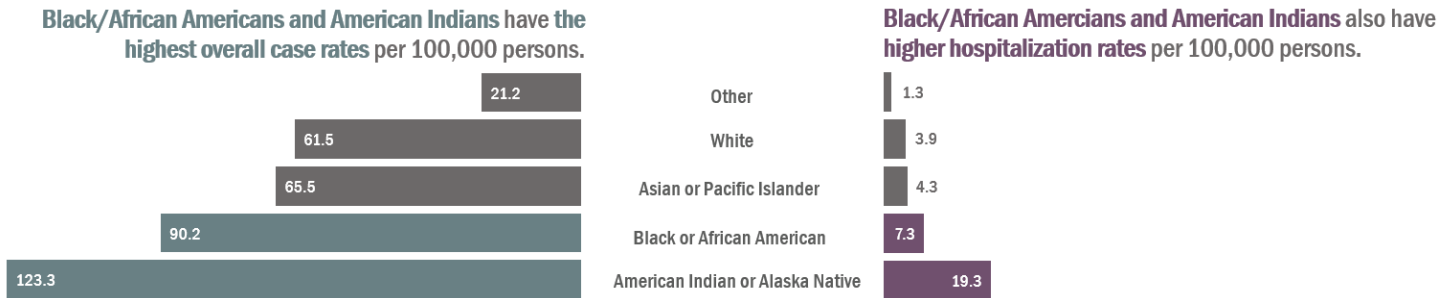 Black/African Americans and American Indians have the
highest overall case rates per 100,000 persons.
Black/African Amercians and American Indians also have
higher hospitalization rates per 100,000 persons.
21.2 Other 1.3
61.5 White 3.9
65.5 Asian or Pacific Islander 4.3
90.2 Black or African American 7.3
123.3 American Indian or Alaska Native 19.3